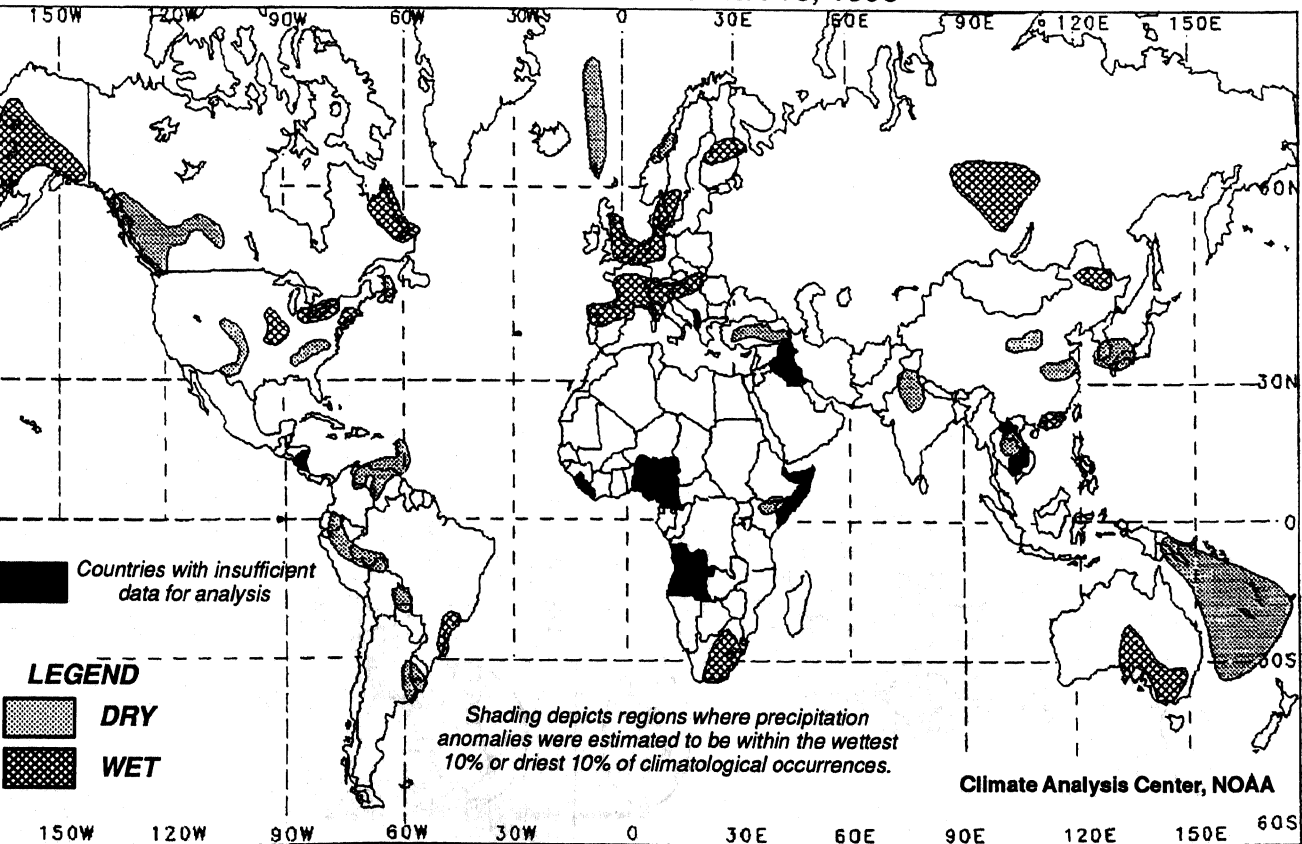 150W 120W 90W 60W 30W 0 30E 60E 90E 120E 150E
60N
30N
0
Countries with insufficient
data for analysis
30S
LEGEND
DRY
WET
Shading depicts regions where precipitation
anomalies were estimated to be within the wettest
10% or driest 10% of climatological occurrences.
Climate Analysis Center, NOAA
60S
150W 120W 90W 60W 30W 0 30E 60E 90E 120E 150E